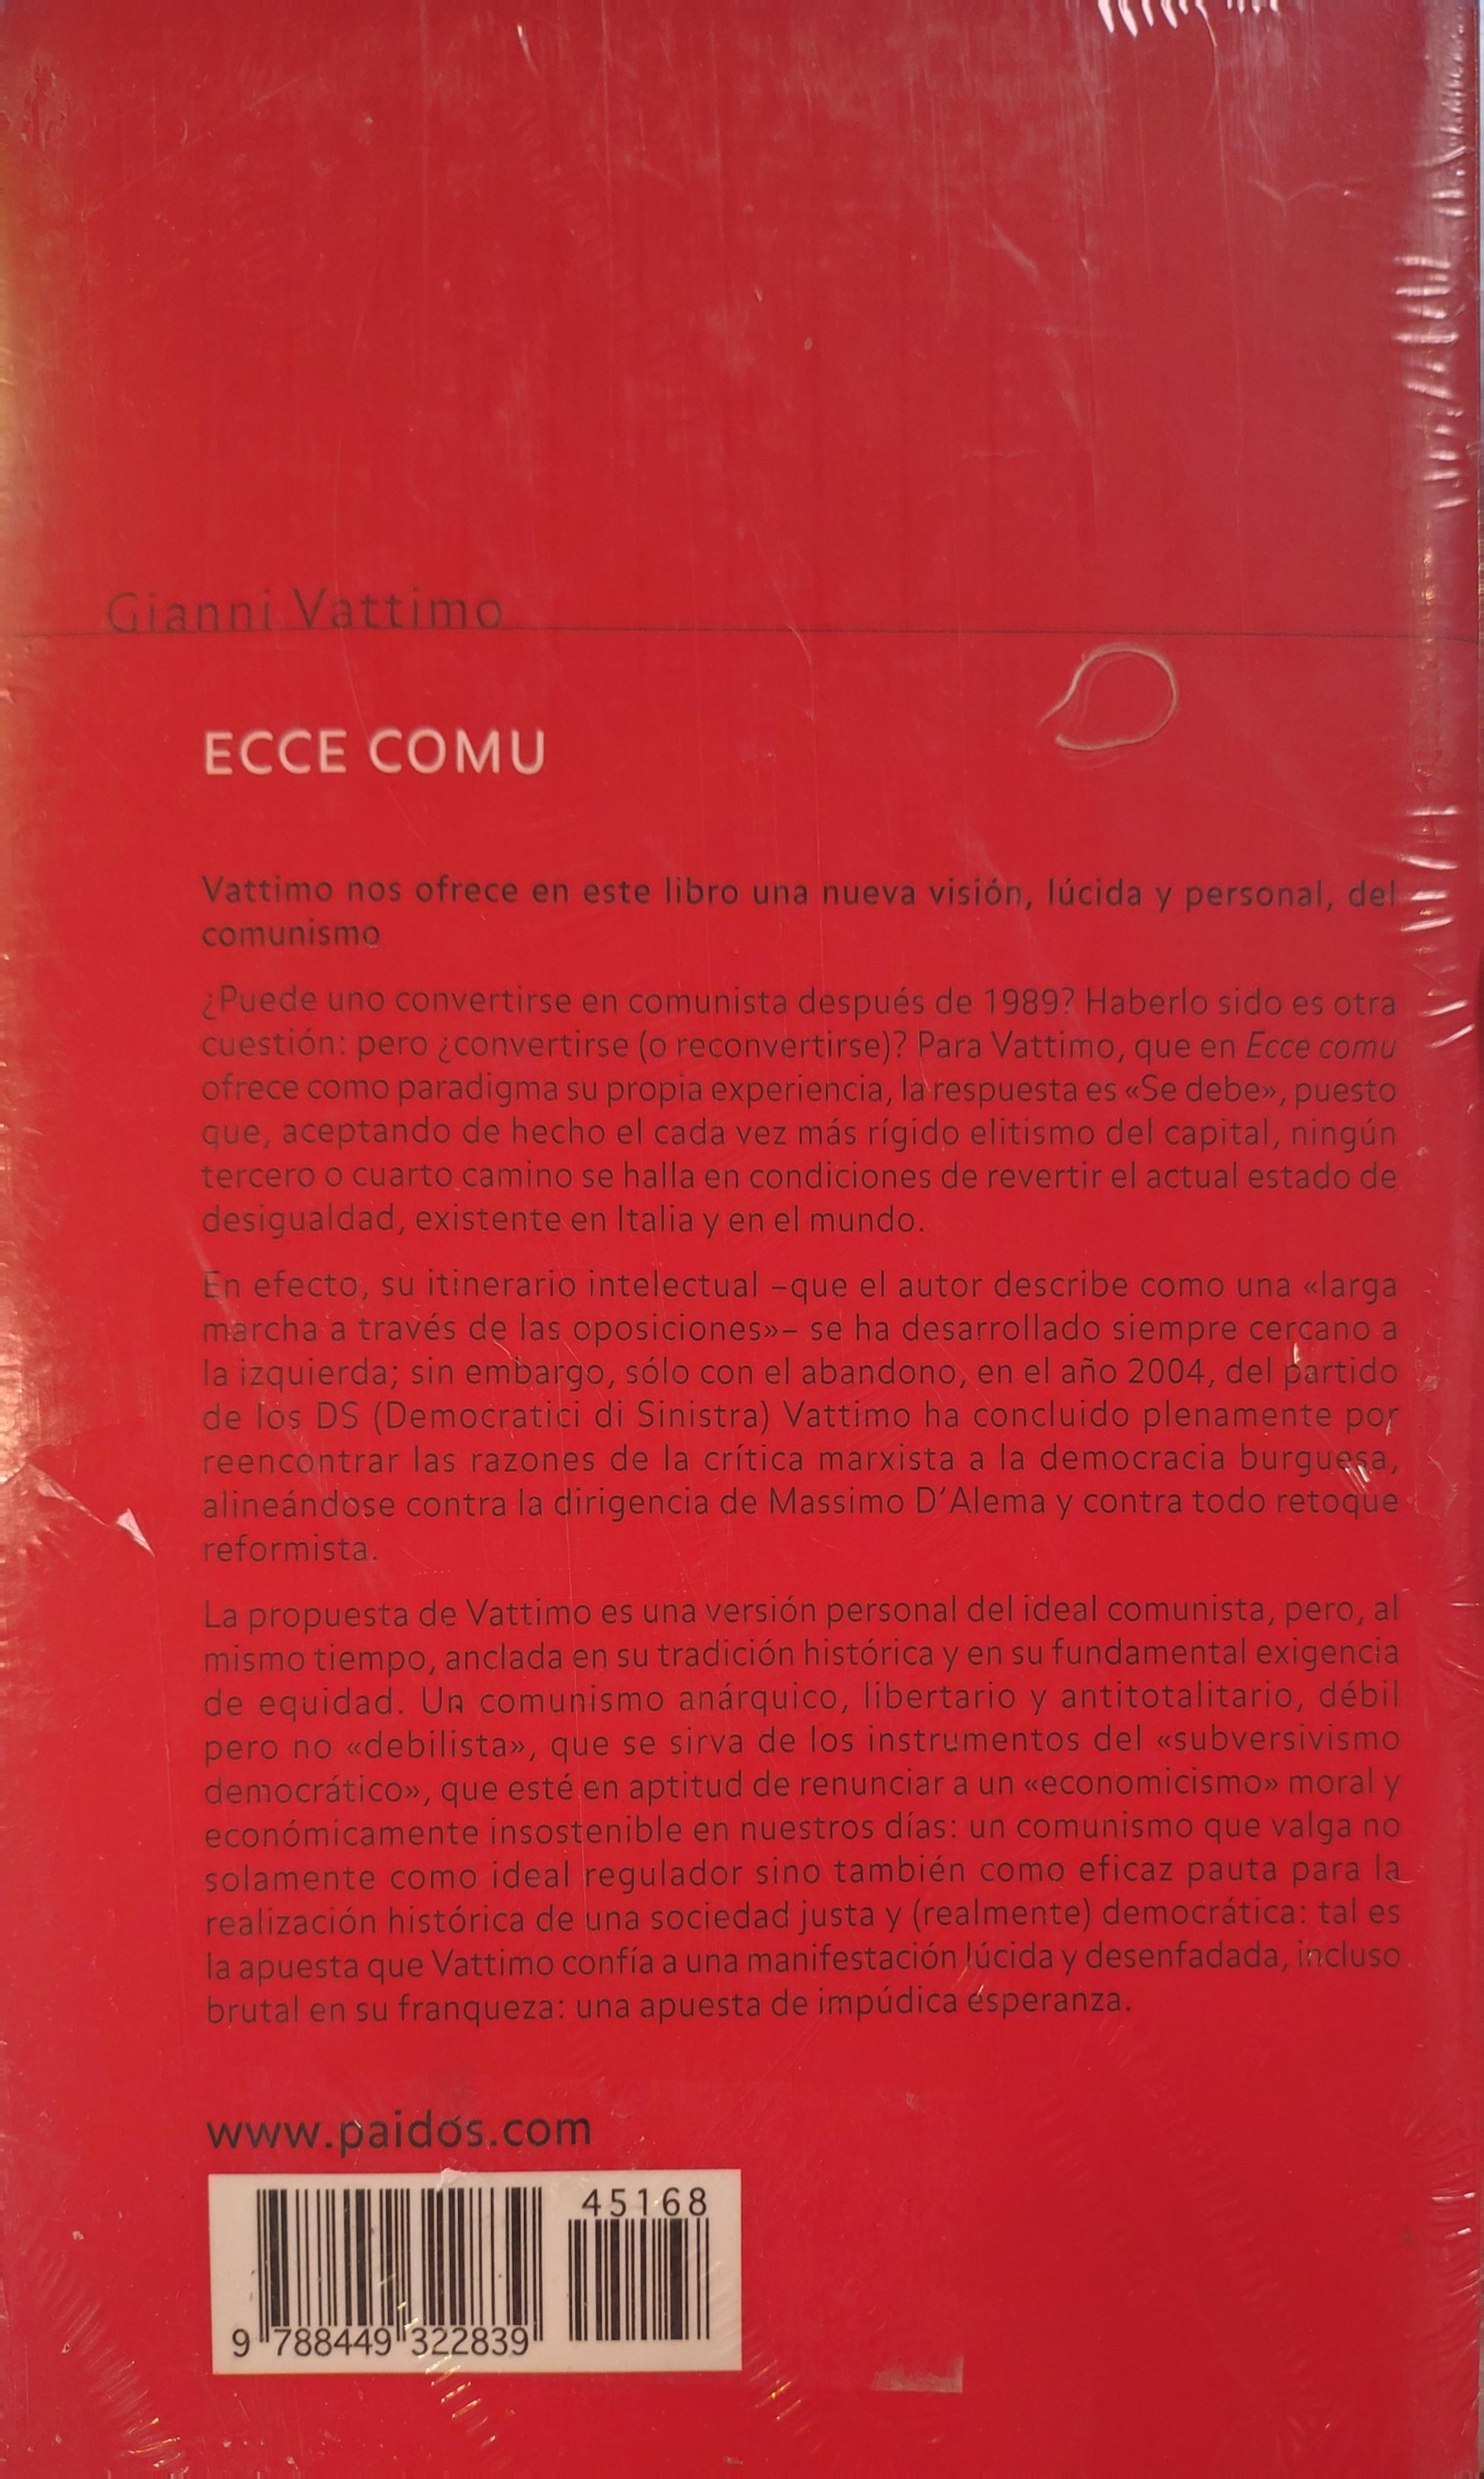 Gianni Vattimo
ECCE COMU
Vattimo nos ofrece en este libro una nueva visión, lúcida y personal, del
comunismo
¿Puede uno convertirse en comunista después de 1989? Haberlo sido es otra
cuestión: pero ¿convertirse (o reconvertirse)? Para Vattimo, que en Ecce comu
ofrece como paradigma su propia experiencia, la respuesta es «Se debe», puesto
que, aceptando de hecho el cada vez más rígido elitismo del capital, ningún
tercero o cuarto camino se halla en condiciones de revertir el actual estado de
desigualdad, existente en Italia y en el mundo.
En efecto, su itinerario intelectual –que el autor describe como una «larga
marcha a través de las oposiciones»– se ha desarrollado siempre cercano a
la izquierda; sin embargo, sólo con el abandono, en el año 2004, del partido
de los DS (Democratici di Sinistra) Vattimo ha concluido plenamente por
reencontrar las razones de la crítica marxista a la democracia burguesa,
alineándose contra la dirigencia de Massimo D'Alema y contra todo retoque
reformista.
La propuesta de Vattimo es una versión personal del ideal comunista, pero, al
mismo tiempo, anclada en su tradición histórica y en su fundamental exigencia
de equidad. Un comunismo anárquico, libertario y antitotalitario, débil
pero no «debilista», que se sirva de los instrumentos del «subversivismo
democrático», que esté en aptitud de renunciar a un «economicismo» moral y
económicamente insostenible en nuestros días: un comunismo que valga no
solamente como ideal regulador sino también como eficaz pauta para la
realización histórica de una sociedad justa y (realmente) democrática: tal es
la apuesta que Vattimo confía a una manifestación lúcida y desenfadada, incluso
brutal en su franqueza: una apuesta de impúdica esperanza.
www.paidos.com
45168
9 788449 322839